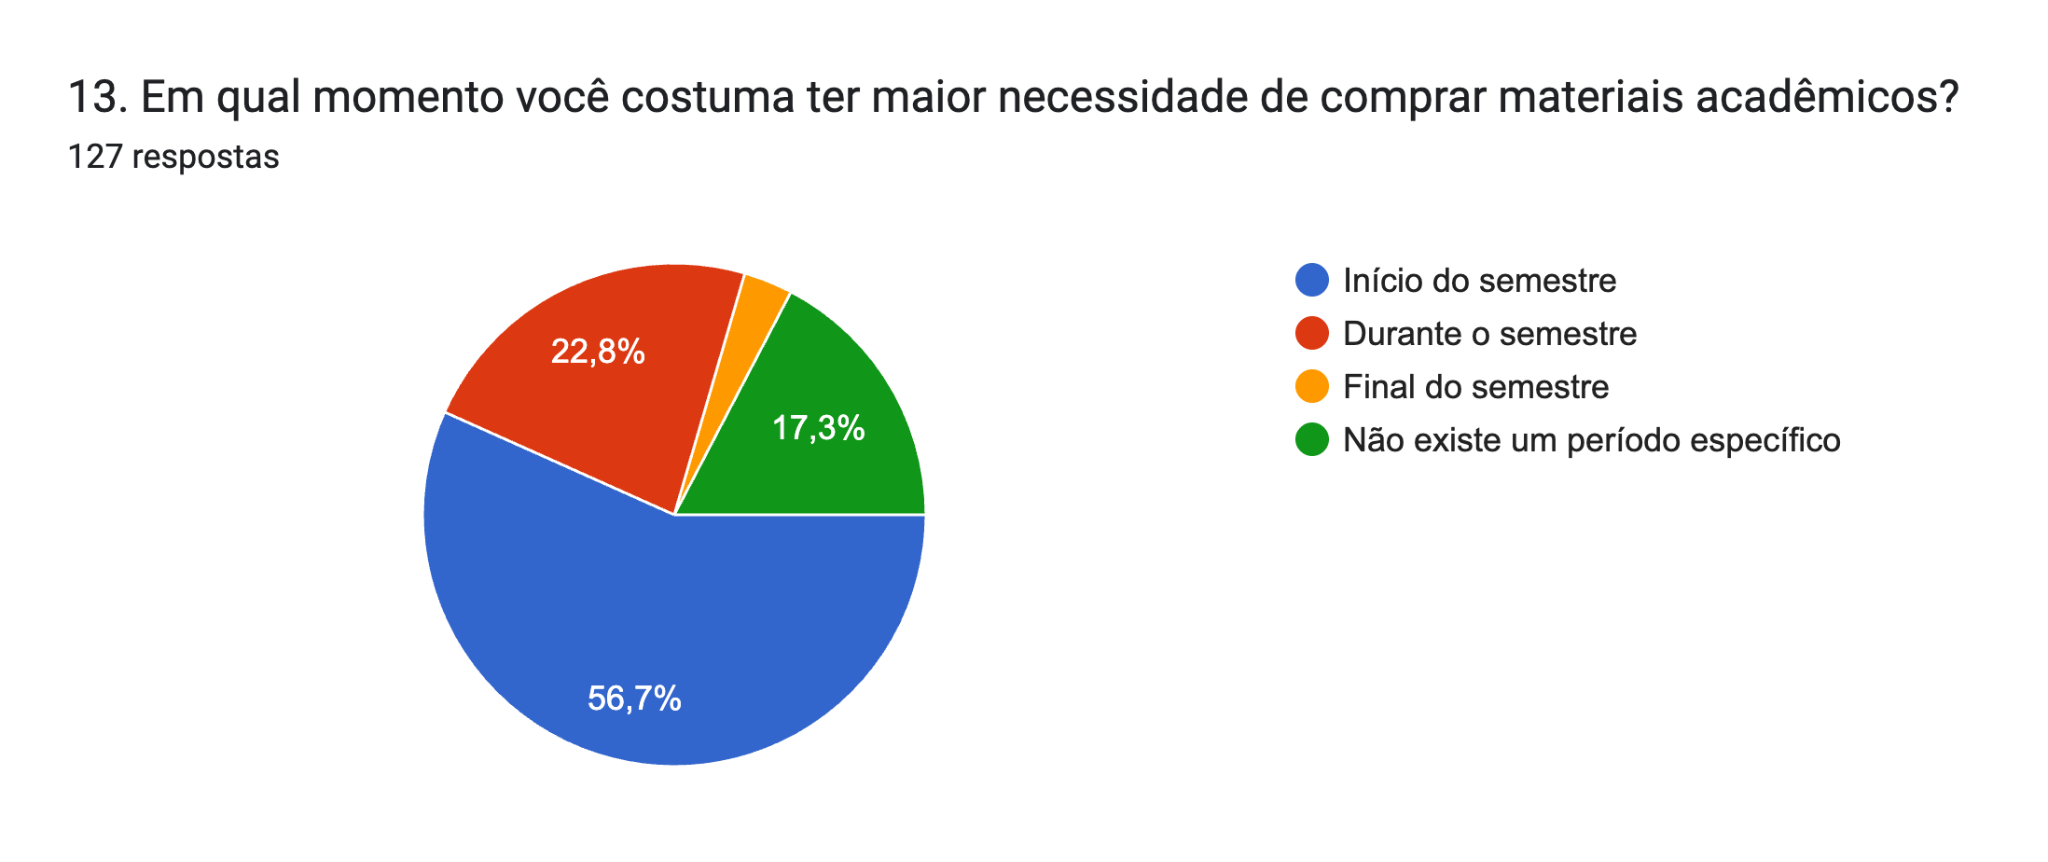 13. Em qual momento você costuma ter maior necessidade de comprar materiais acadêmicos?
127 respostas
22,8%
17,3%
56,7%
Início do semestre
Durante o semestre
Final do semestre
Não existe um período específico